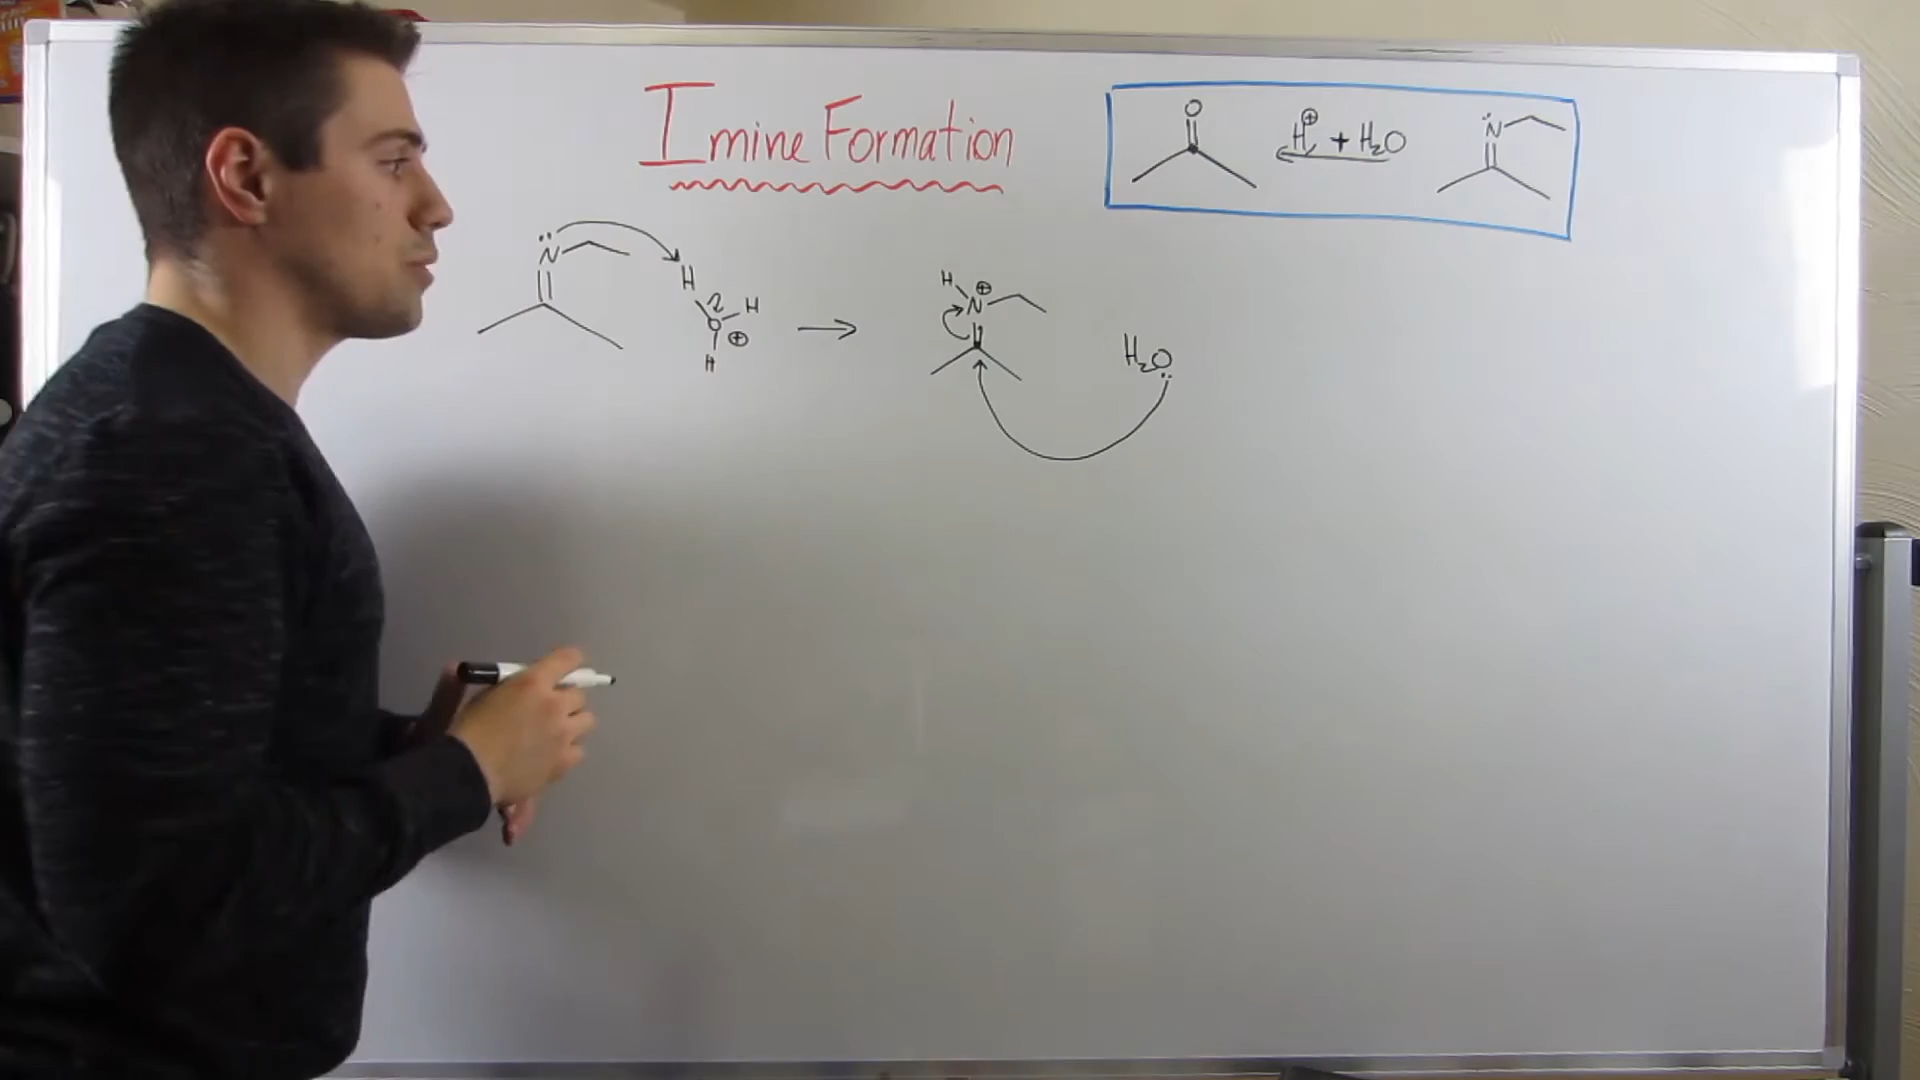 Imine Formation
O
H⊕ + H₂O
N
N
H
H
O
⊕
H
H
⊕
N
H₂O